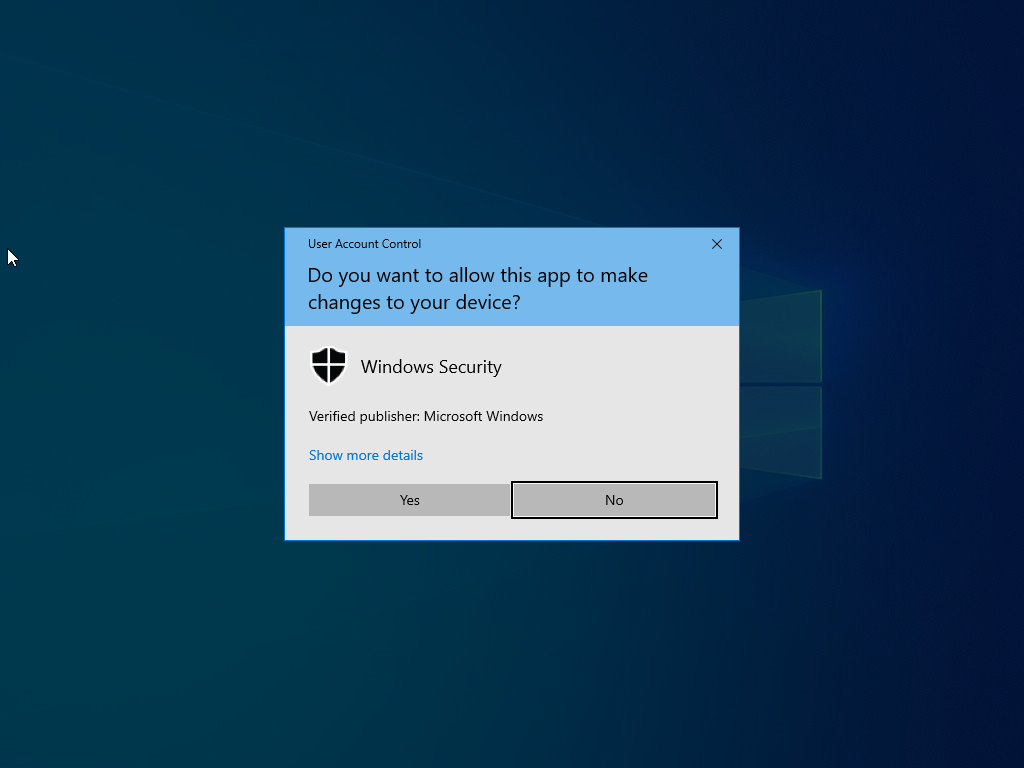 User Account Control
Do you want to allow this app to make
changes to your device?
Windows Security
Verified publisher: Microsoft Windows
Show more details
Yes
No